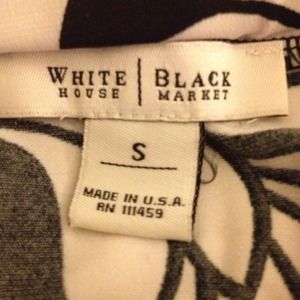 WHITE | BLACK
HOUSE | MARKET
S
MADE IN U.S.A.
RN 111459